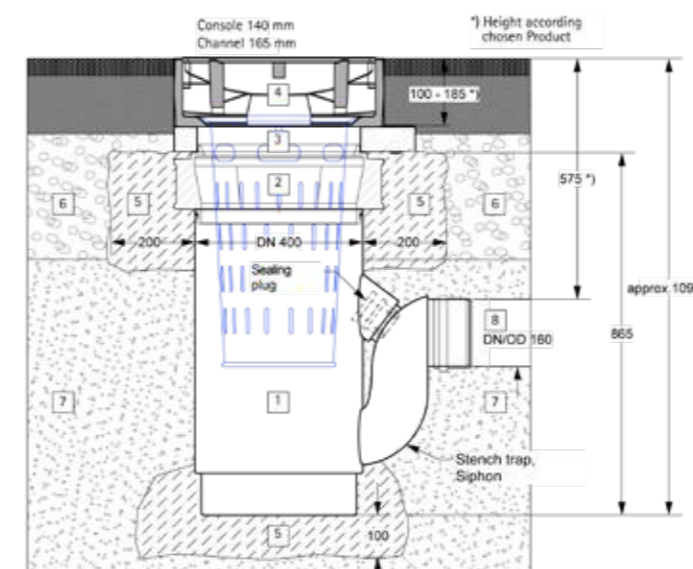 Console 140 mm
Channel 165 mm
*) Height according
chosen Product
4
100 - 185 *)
3
2
575 *)
6
5
5
6
200
DN 400
200
Sealing
plug
approx.109
8
DN/OD 160
865
7
1
7
Stench trap,
Siphon
5
100